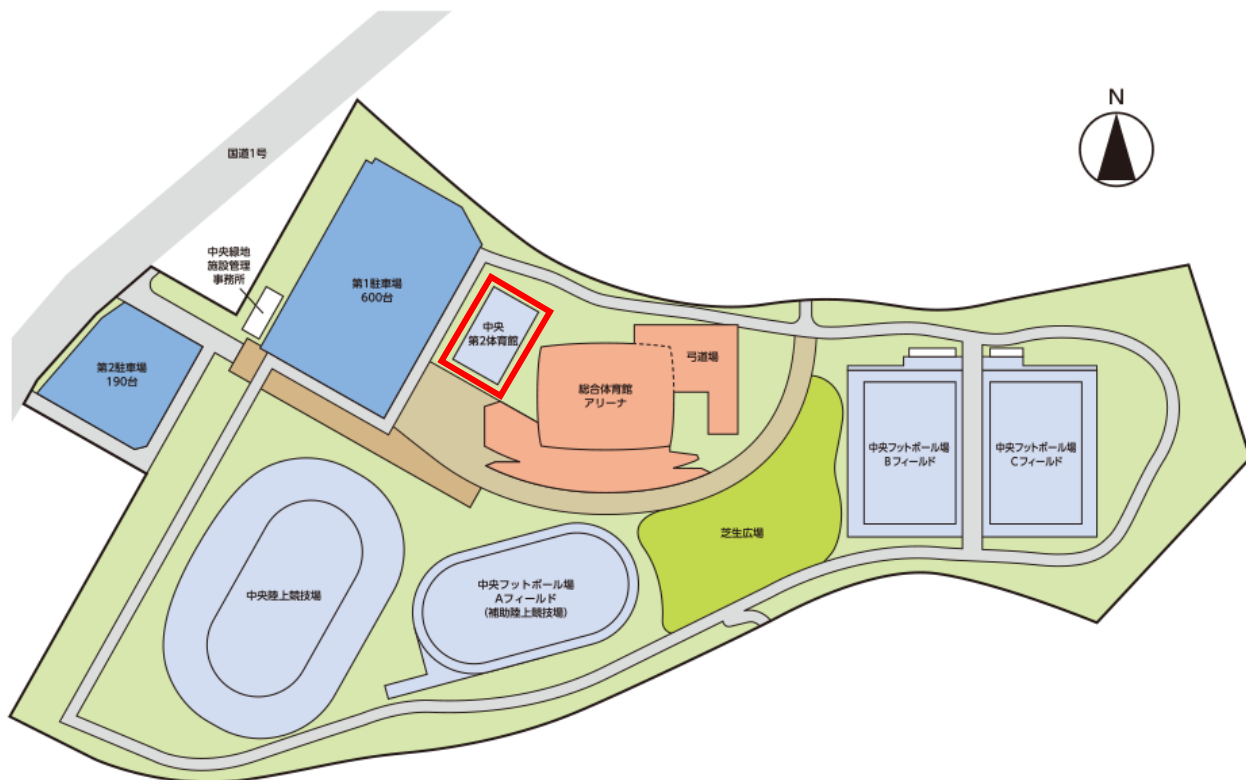 N
国道1号
中央緑地
施設管理
事務所
第1駐車場
600台
中央
第2体育館
第2駐車場
190台
弓道場
総合体育館
アリーナ
中央フットボール場
Bフィールド
中央フットボール場
Cフィールド
芝生広場
中央陸上競技場
中央フットボール場
Aフィールド
(補助陸上競技場)